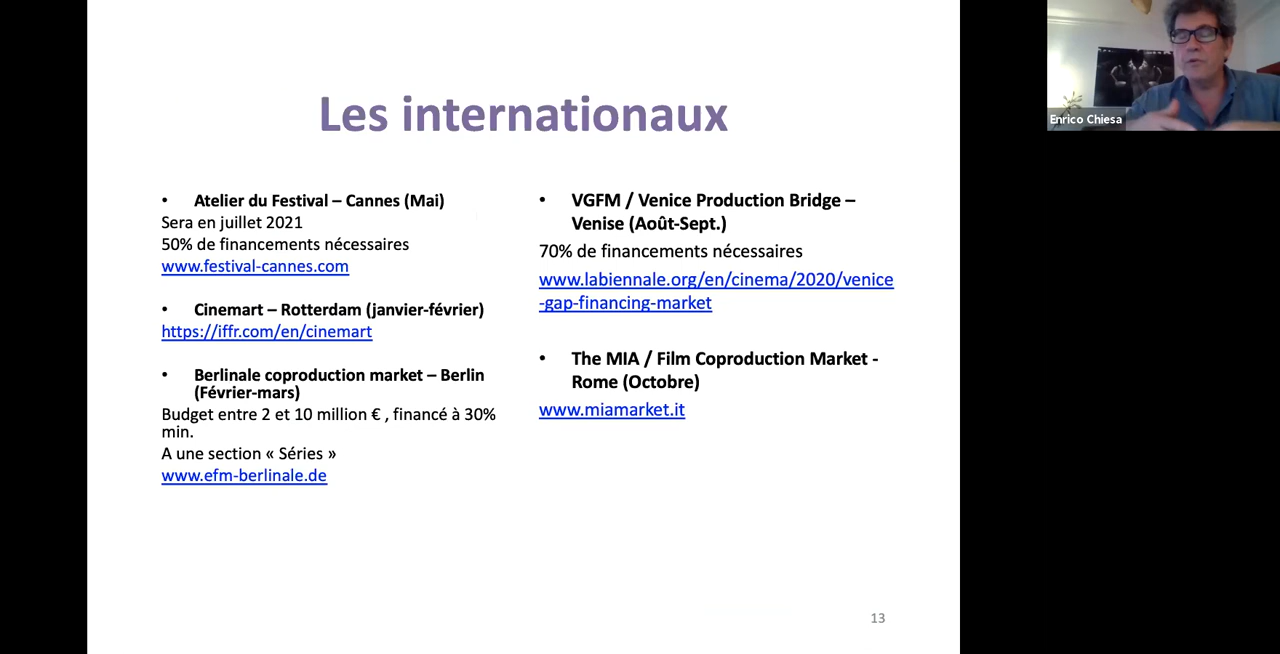 Les internationaux
• Atelier du Festival – Cannes (Mai)
Sera en juillet 2021
50% de financements nécessaires
www.festival-cannes.com
• Cinemart – Rotterdam (janvier-février)
https://iffr.com/en/cinemart
• Berlinale coproduction market – Berlin
(Février-mars)
Budget entre 2 et 10 million € , financé à 30%
min.
A une section « Séries »
www.efm-berlinale.de
• VGFM / Venice Production Bridge –
Venise (Août-Sept.)
70% de financements nécessaires
www.labiennale.org/en/cinema/2020/venice
-gap-financing-market
• The MIA / Film Coproduction Market -
Rome (Octobre)
www.miamarket.it
13
Enrico Chiesa